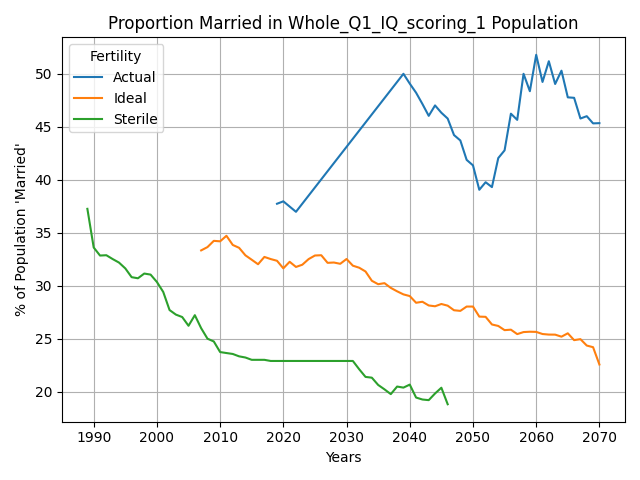 Proportion Married in Whole_Q1_IQ_scoring_1 Population
Fertility
Actual
Ideal
Sterile
% of Population 'Married'
50
45
40
35
30
25
20
1990 2000 2010 2020 2030 2040 2050 2060 2070
Years